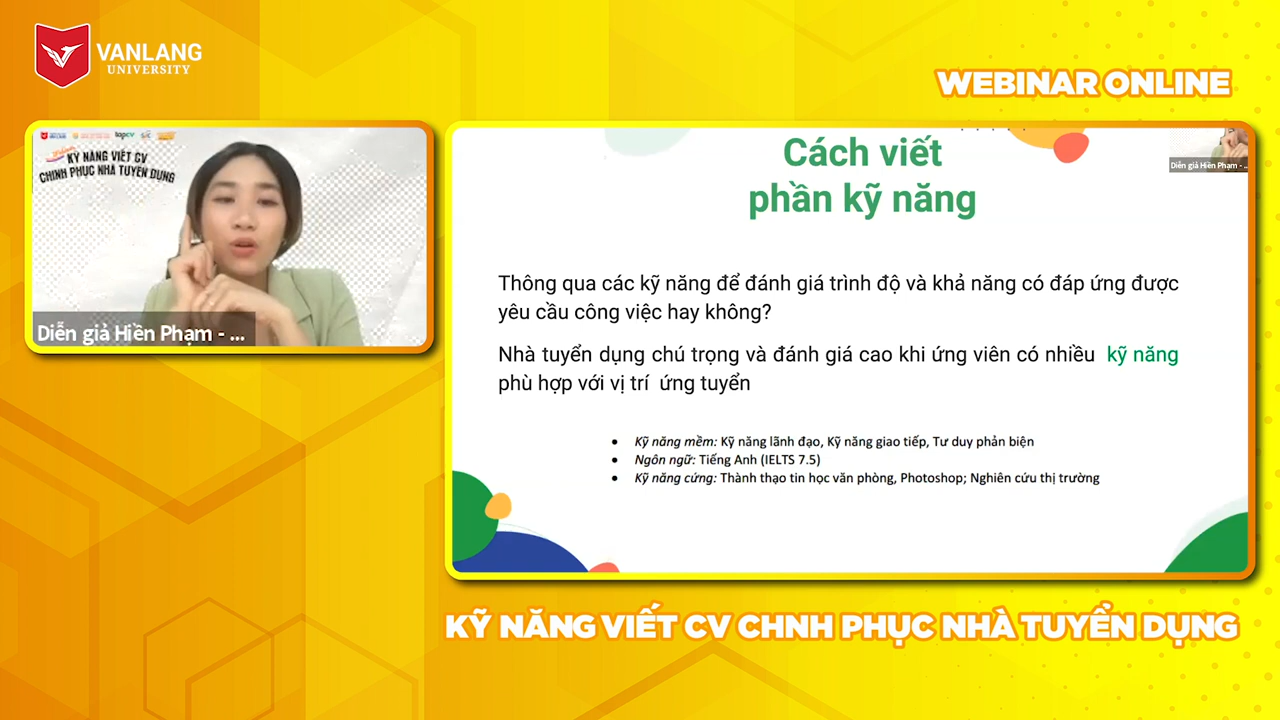 VANLANG
UNIVERSITY
WEBINAR ONLINE
topcv
KỸ NĂNG VIẾT CV
CHINH PHỤC NHÀ TUYỂN DỤNG
Diễn giả Hiền Phạm - ...
Cách viết
phần kỹ năng
Diễn giả Hiền Phạm - ...
Thông qua các kỹ năng để đánh giá trình độ và khả năng có đáp ứng được
yêu cầu công việc hay không?
Nhà tuyển dụng chú trọng và đánh giá cao khi ứng viên có nhiều kỹ năng
phù hợp với vị trí ứng tuyển
• Kỹ năng mềm: Kỹ năng lãnh đạo, Kỹ năng giao tiếp, Tư duy phản biện
• Ngôn ngữ: Tiếng Anh (IELTS 7.5)
• Kỹ năng cứng: Thành thạo tin học văn phòng, Photoshop; Nghiên cứu thị trường
KỸ NĂNG VIẾT CV CHNH PHỤC NHÀ TUYỂN DỤNG